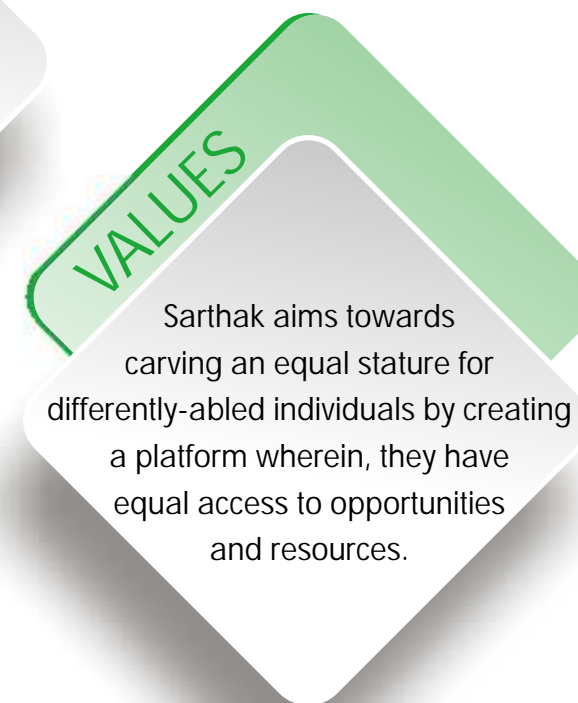 VALUES
Sarthak aims towards
carving an equal stature for
differently-abled individuals by creating
a platform wherein, they have
equal access to opportunities
and resources.